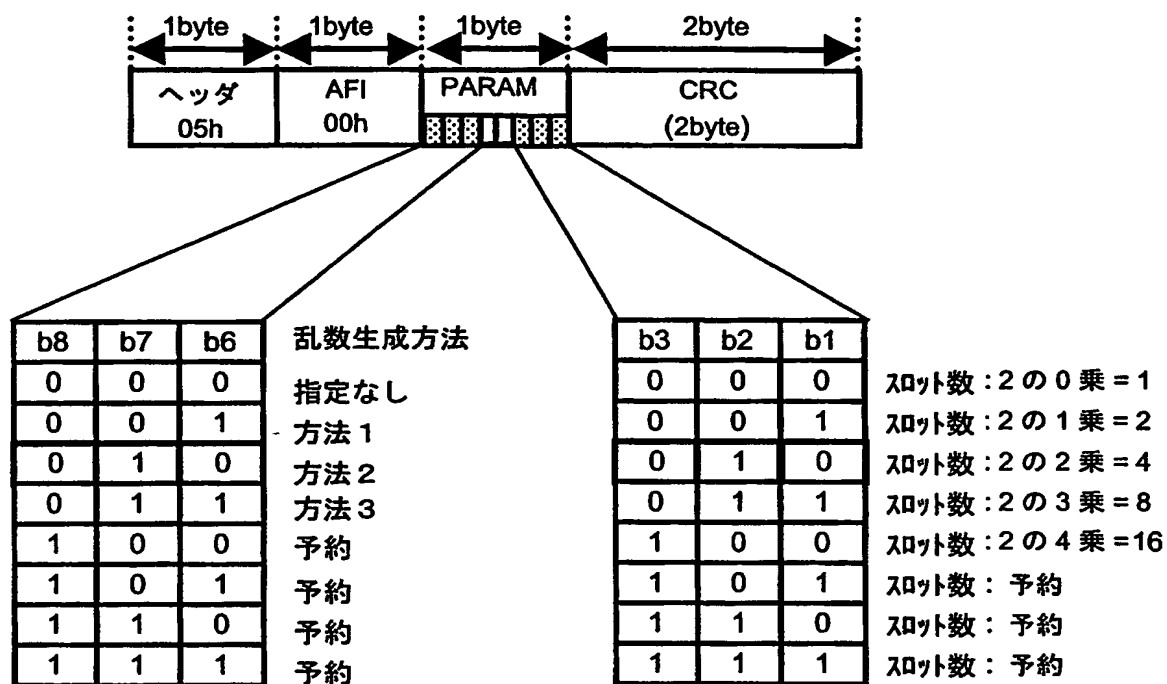 1byte 1byte 1byte 2byte
ヘッダ AFI PARAM CRC
05h 00h (2byte)
b8 b7 b6 乱数生成方法
0 0 0 指定なし
0 0 1 方法1
0 1 0 方法2
0 1 1 方法3
1 0 0 予約
1 0 1 予約
1 1 0 予約
1 1 1 予約
b3 b2 b1
0 0 0 ｽﾛｯﾄ数:2の0乗=1
0 0 1 ｽﾛｯﾄ数:2の1乗=2
0 1 0 ｽﾛｯﾄ数:2の2乗=4
0 1 1 ｽﾛｯﾄ数:2の3乗=8
1 0 0 ｽﾛｯﾄ数:2の4乗=16
1 0 1 ｽﾛｯﾄ数: 予約
1 1 0 ｽﾛｯﾄ数: 予約
1 1 1 ｽﾛｯﾄ数: 予約